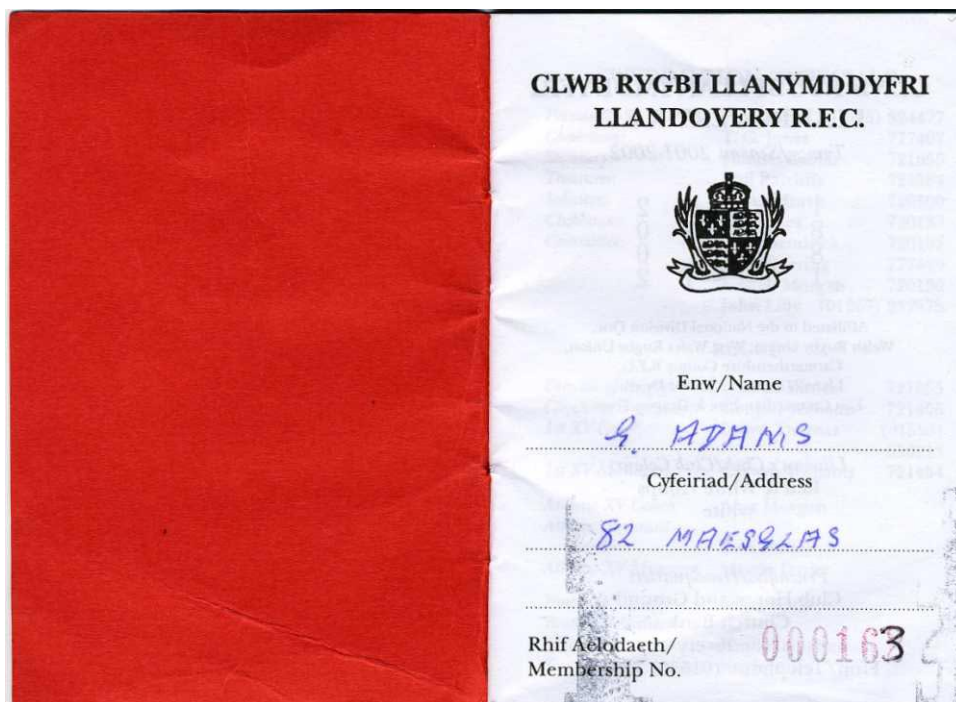 CLWB RYGBI LLANYMDDYFRI
LLANDOVERY R.F.C.
Enw/Name
G. ADAMS
Cyfeiriad/Address
82 MAESGLAS
Rhif Aelodaeth/
Membership No.
000163